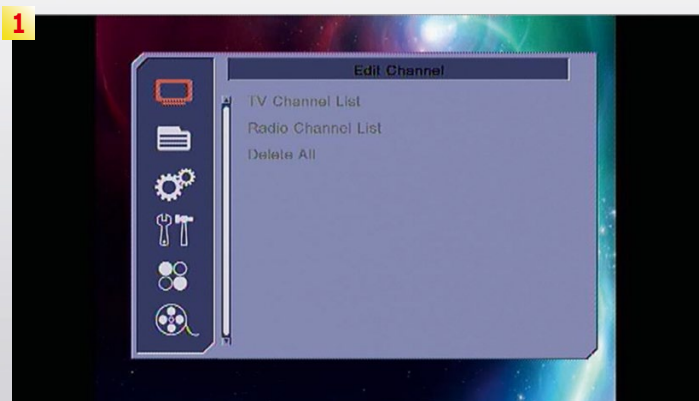 1
Edit Channel
TV Channel List
Radio Channel List
Delete All